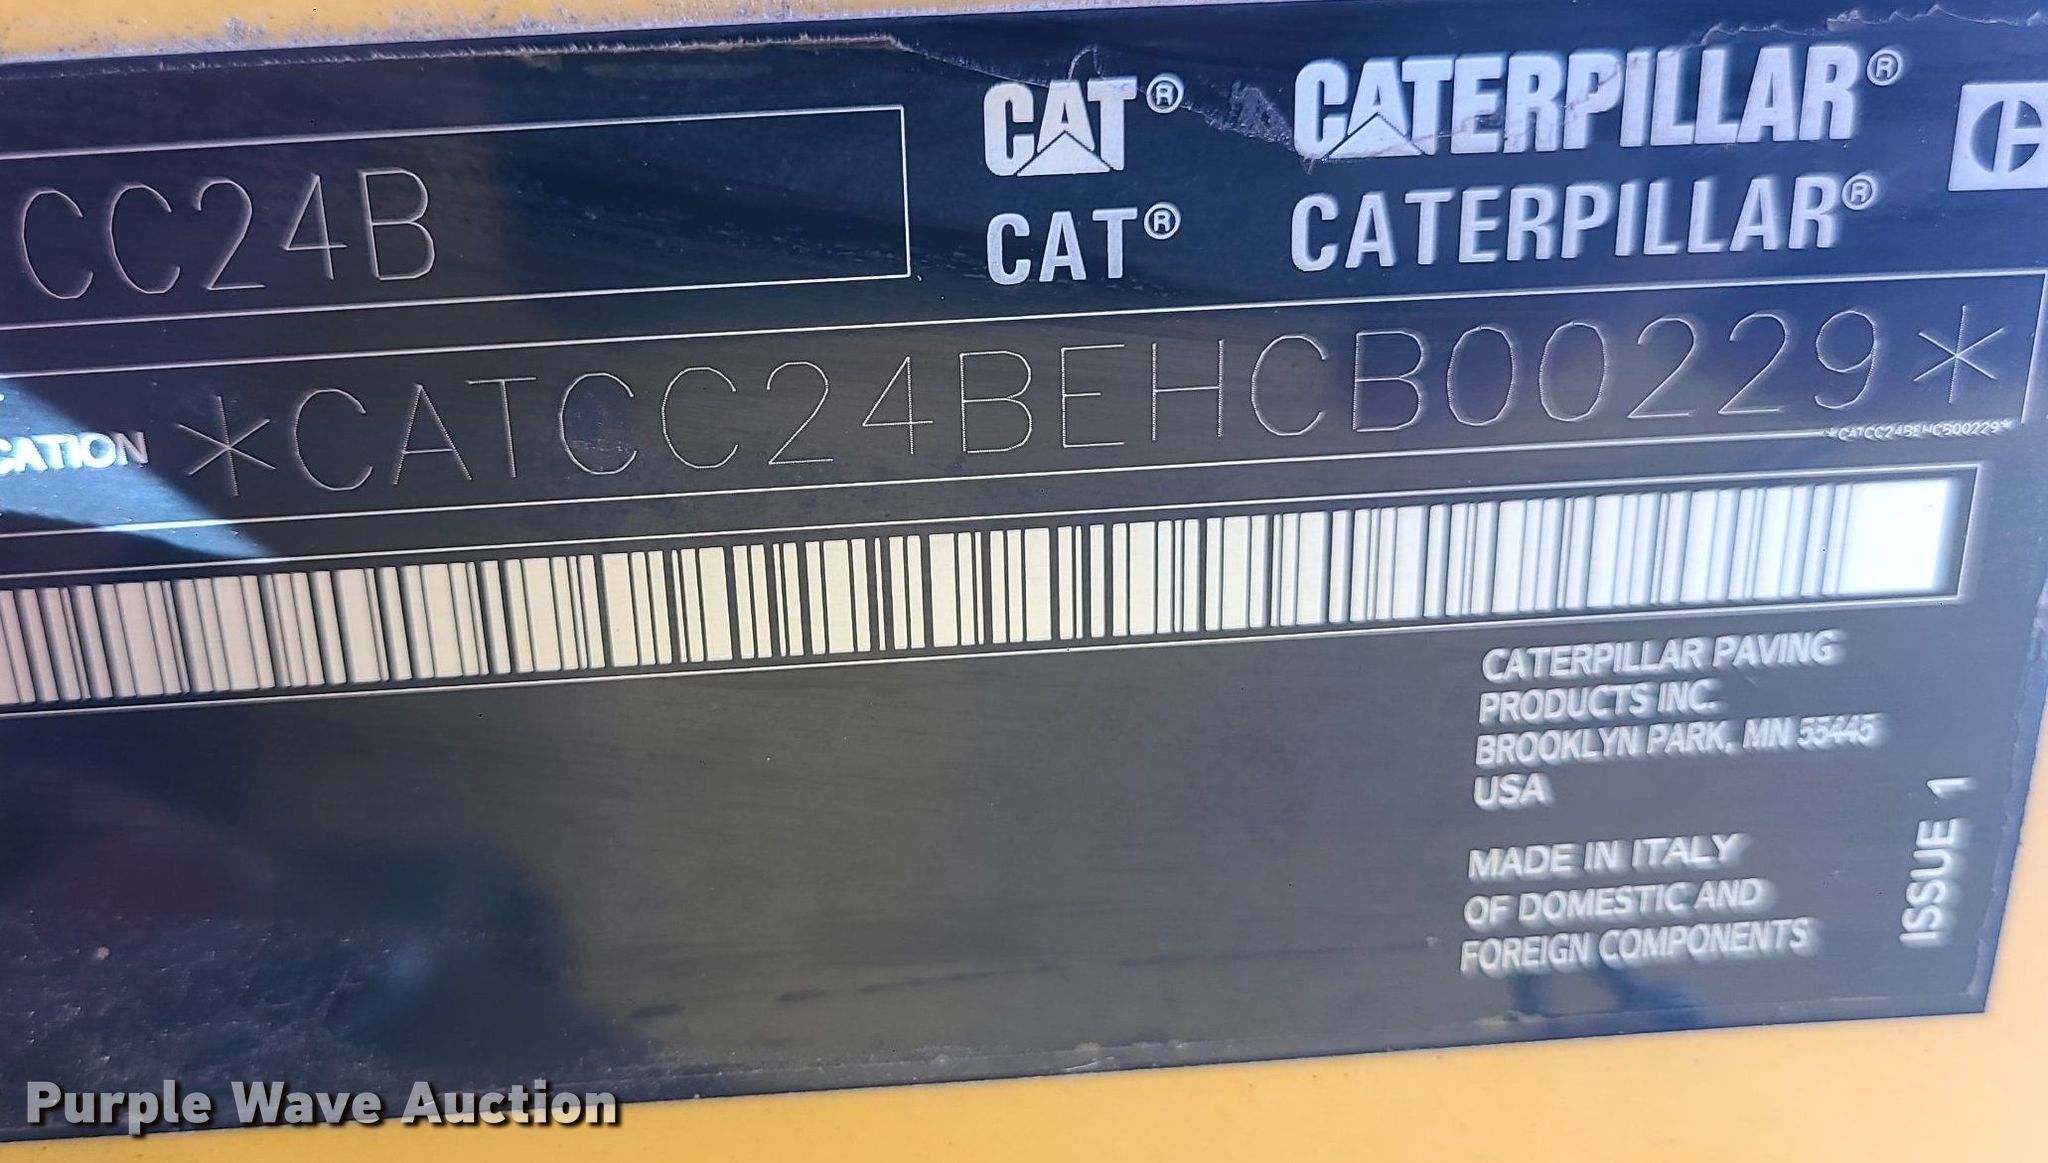 CAT® CATERPILLAR®
CC24B
CAT® CATERPILLAR®
CATION *CATCC24BEHCB00229*
*CATCC24BEHCB00229*
CATERPILLAR PAVING
PRODUCTS INC.
BROOKLYN PARK, MN 55445
USA
MADE IN ITALY
OF DOMESTIC AND
FOREIGN COMPONENTS
ISSUE 1
Purple Wave Auction